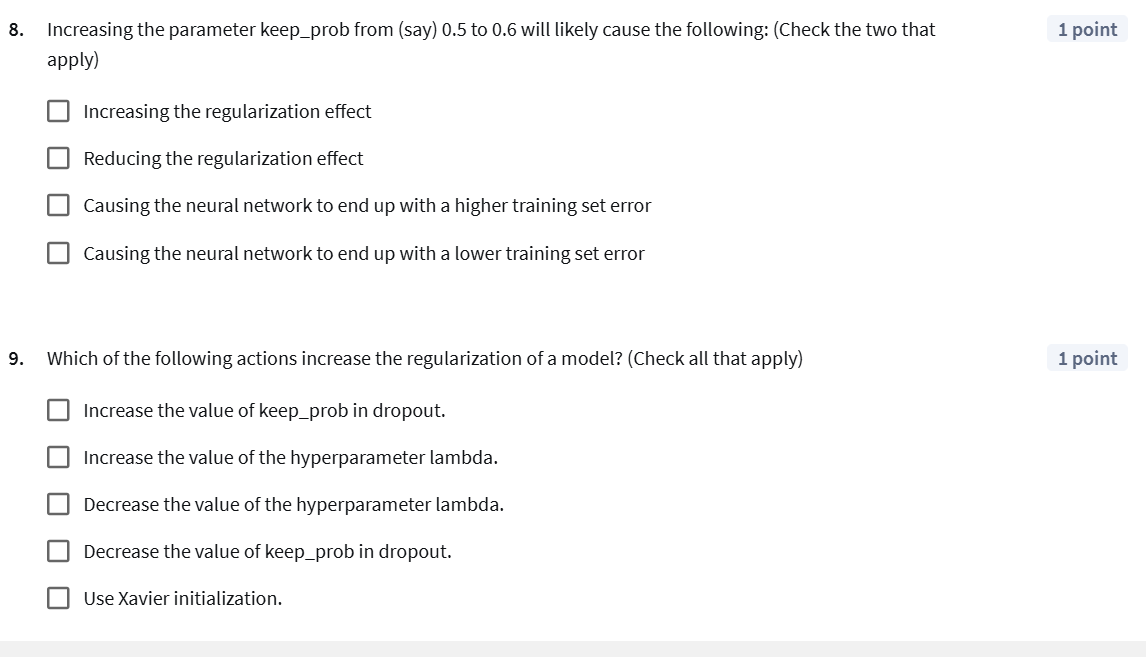 8. Increasing the parameter keep_prob from (say) 0.5 to 0.6 will likely cause the following: (Check the two that 1 point
apply)
Increasing the regularization effect
Reducing the regularization effect
Causing the neural network to end up with a higher training set error
Causing the neural network to end up with a lower training set error
9. Which of the following actions increase the regularization of a model? (Check all that apply) 1 point
Increase the value of keep_prob in dropout.
Increase the value of the hyperparameter lambda.
Decrease the value of the hyperparameter lambda.
Decrease the value of keep_prob in dropout.
Use Xavier initialization.